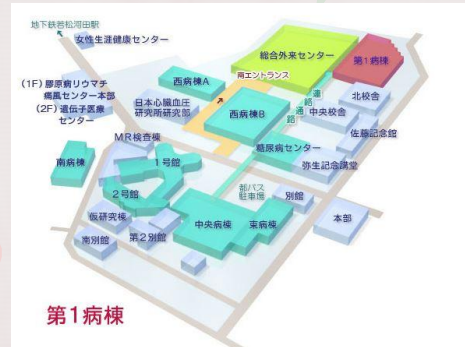 地下鉄若松河田駅
女性生涯健康センター
総合外来センター
第1病棟
西病棟A
南エントランス
(1F)膠原病リウマチ
痛風センター本部
(2F)遺伝子医療
センター
日本心臓血圧
研究所研究部
西病棟B
連絡通路
北校舎
中央校舎
佐藤記念館
MR検査棟
糖尿病センター
弥生記念講堂
南病棟
1号館
2号館
都バス
駐車場
別館
本部
仮研究棟
中央病棟
東病棟
南別館
第2別館
第1病棟